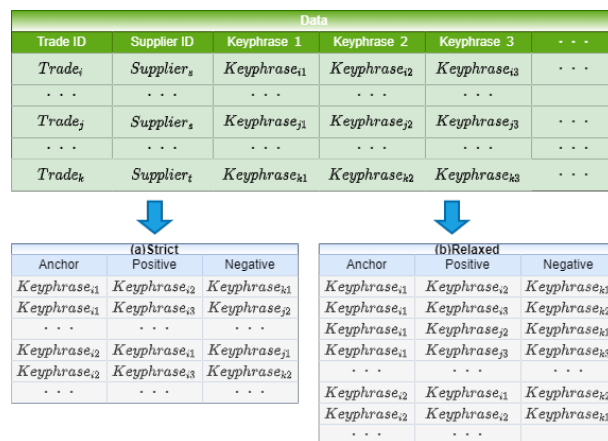 Data
Trade ID Supplier ID Keyphrase 1 Keyphrase 2 Keyphrase 3 · · ·
Trade_i Supplier_s Keyphrase_i1 Keyphrase_i2 Keyphrase_i3 · · ·
· · · · · · · · · · · · · · ·
Trade_j Supplier_s Keyphrase_j1 Keyphrase_j2 Keyphrase_j3 · · ·
· · · · · · · · · · · · · · · · · ·
Trade_k Supplier_t Keyphrase_k1 Keyphrase_k2 Keyphrase_k3 · · ·
(a)Strict
Anchor Positive Negative
Keyphrase_i1 Keyphrase_i2 Keyphrase_k1
Keyphrase_i1 Keyphrase_i3 Keyphrase_j2
· · · · · · · · ·
Keyphrase_i2 Keyphrase_i1 Keyphrase_j1
Keyphrase_i2 Keyphrase_i3 Keyphrase_k2
· · · · · · · · ·
(b)Relaxed
Anchor Positive Negative
Keyphrase_i1 Keyphrase_i2 Keyphrase_k1
Keyphrase_i1 Keyphrase_i3 Keyphrase_k2
Keyphrase_i1 Keyphrase_j2 Keyphrase_k1
Keyphrase_i1 Keyphrase_j3 Keyphrase_k3
· · · · · · · · ·
Keyphrase_i2 Keyphrase_i1 Keyphrase_k2
Keyphrase_i2 Keyphrase_i2 Keyphrase_k1
· · · · · ·